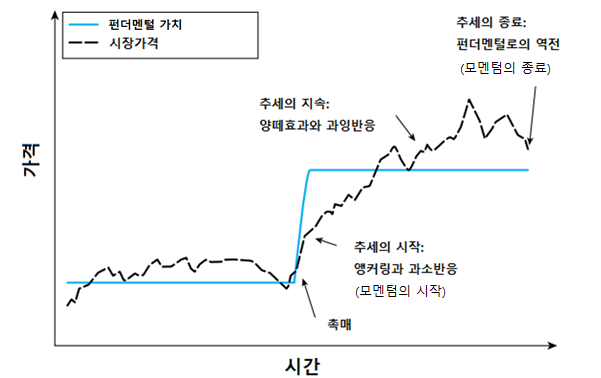 펀더멘털 가치
시장가격
추세의 종료:
펀더멘털로의 역전
(모멘텀의 종료)
추세의 지속:
양떼효과와 과잉반응
가격
추세의 시작:
앵커링과 과소반응
(모멘텀의 시작)
촉매
시간